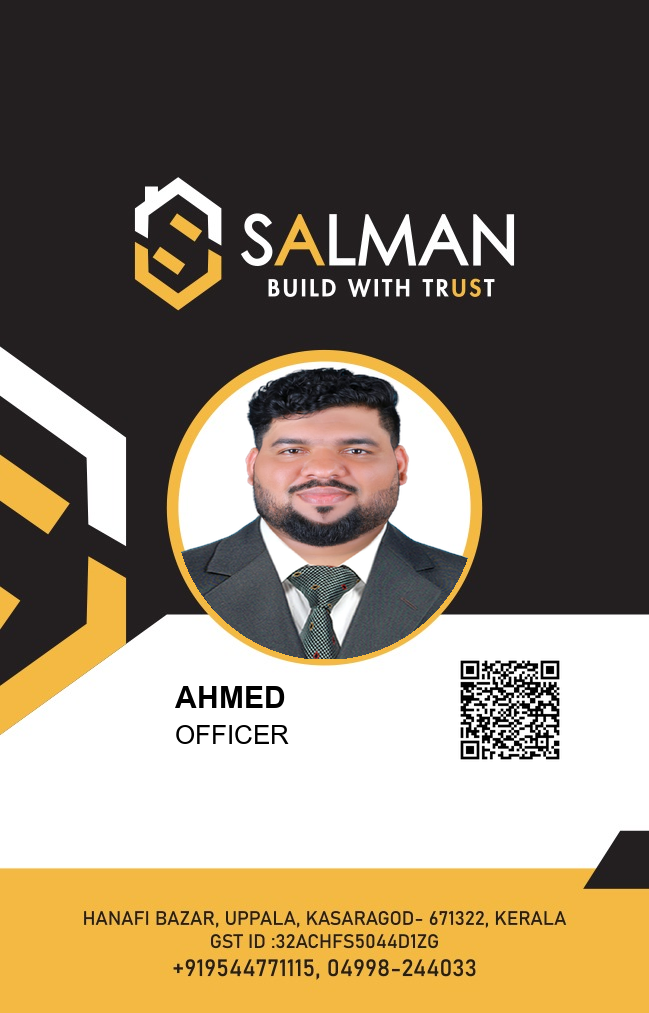 SALMAN
BUILD WITH TRUST
AHMED
OFFICER
HANAFI BAZAR, UPPALA, KASARAGOD- 671322, KERALA
GST ID :32ACHFS5044D1ZG
+919544771115, 04998-244033